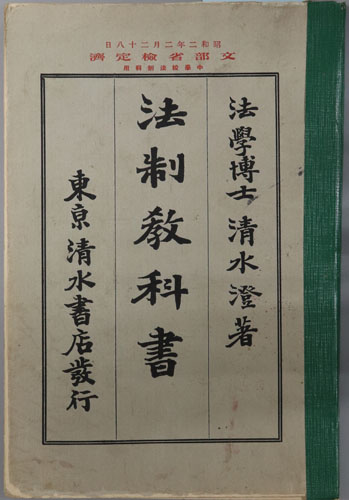 昭和二年二月二十八日
文部省檢定濟
中學校法制科用
法學博士 清水澄著
法制敎科書
東京 清水書店發行